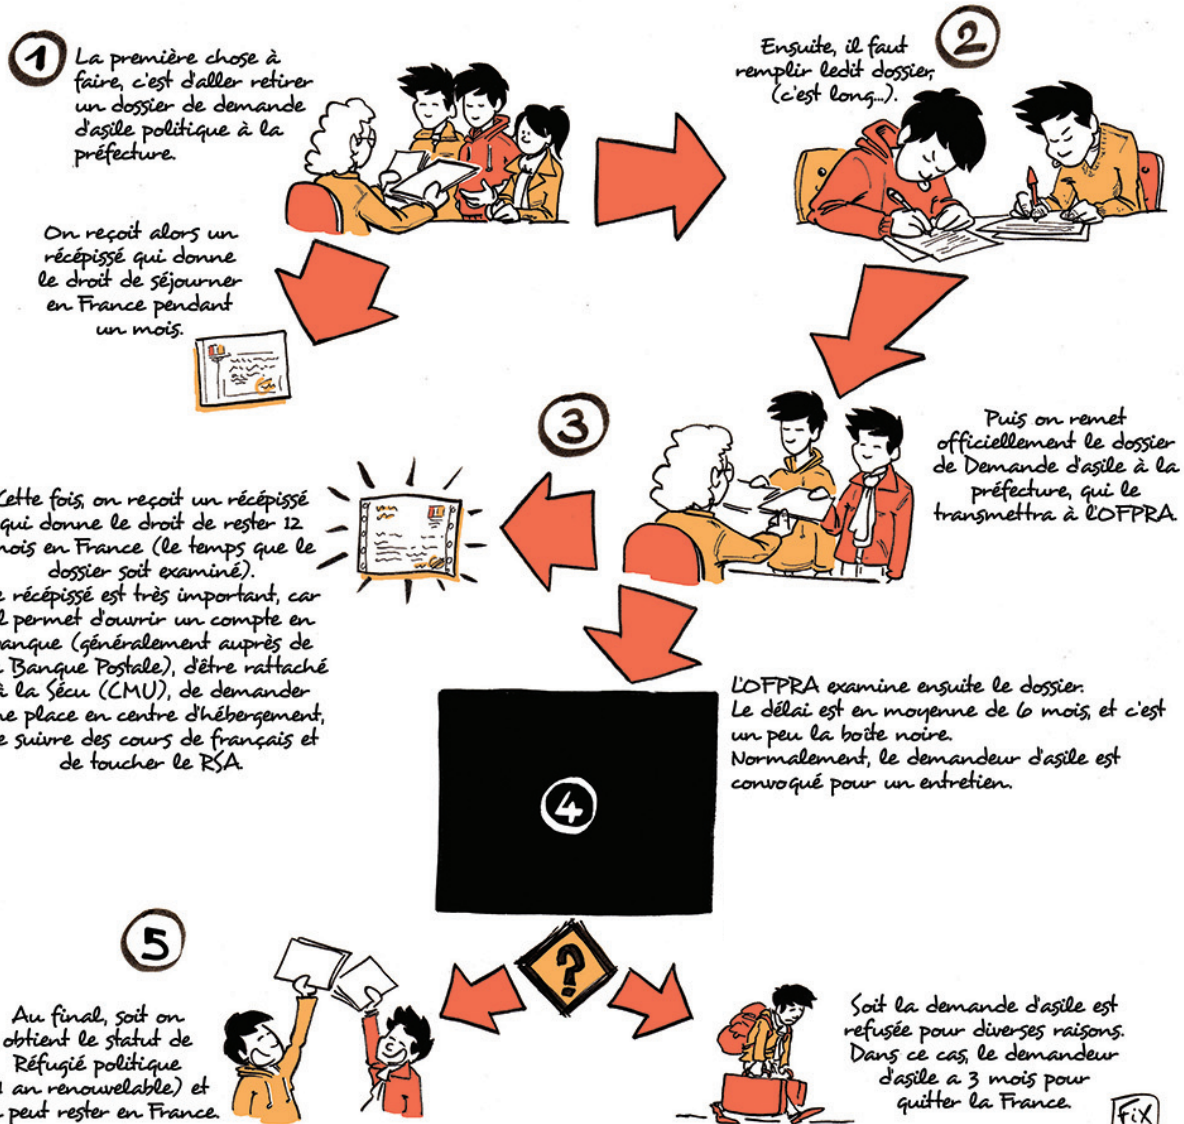 1
La première chose à
faire, c'est d'aller retirer
un dossier de demande
d'asile politique à la
préfecture.
On reçoit alors un
récépissé qui donne
le droit de séjourner
en France pendant
un mois.
2
Ensuite, il faut
remplir ledit dossier,
(c'est long...).
3
Puis on remet
officiellement le dossier
de Demande d'asile à la
préfecture, qui le
transmettra à l'OFPRA.
Cette fois, on reçoit un récépissé
qui donne le droit de rester 12
mois en France (le temps que le
dossier soit examiné).
récépissé est très important, car
permet d'ouvrir un compte en
banque (généralement auprès de
Banque Postale), d'être rattaché
à la Sécu (CMU), de demander
place en centre d'hébergement,
suivre des cours de français et
de toucher le RSA.
4
L'OFPRA examine ensuite le dossier.
Le délai est en moyenne de 6 mois, et c'est
un peu la boîte noire.
Normalement, le demandeur d'asile est
convoqué pour un entretien.
?
5
Au final, soit on
obtient le statut de
Réfugié politique
1 an renouvelable) et
peut rester en France.
Soit la demande d'asile est
refusée pour diverses raisons.
Dans ce cas, le demandeur
d'asile a 3 mois pour
quitter la France.
FiX